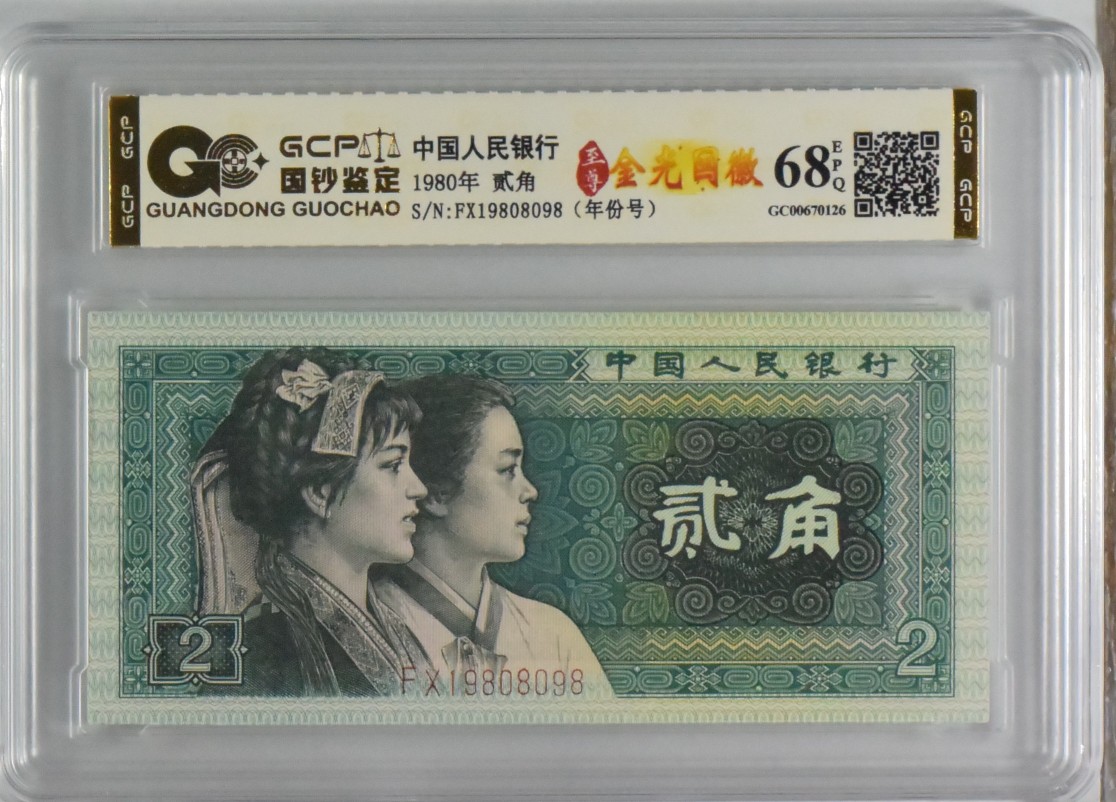 GCP
GCP
GC
GCP
国钞鉴定
GUANGDONG GUOCHAO
中国人民银行
1980年 贰角
S/N:FX19808098（年份号）
至尊
金光国徽
68 EPQ
GC00670126
GCP
GCP
中国人民银行
贰角
2
2
FX19808098